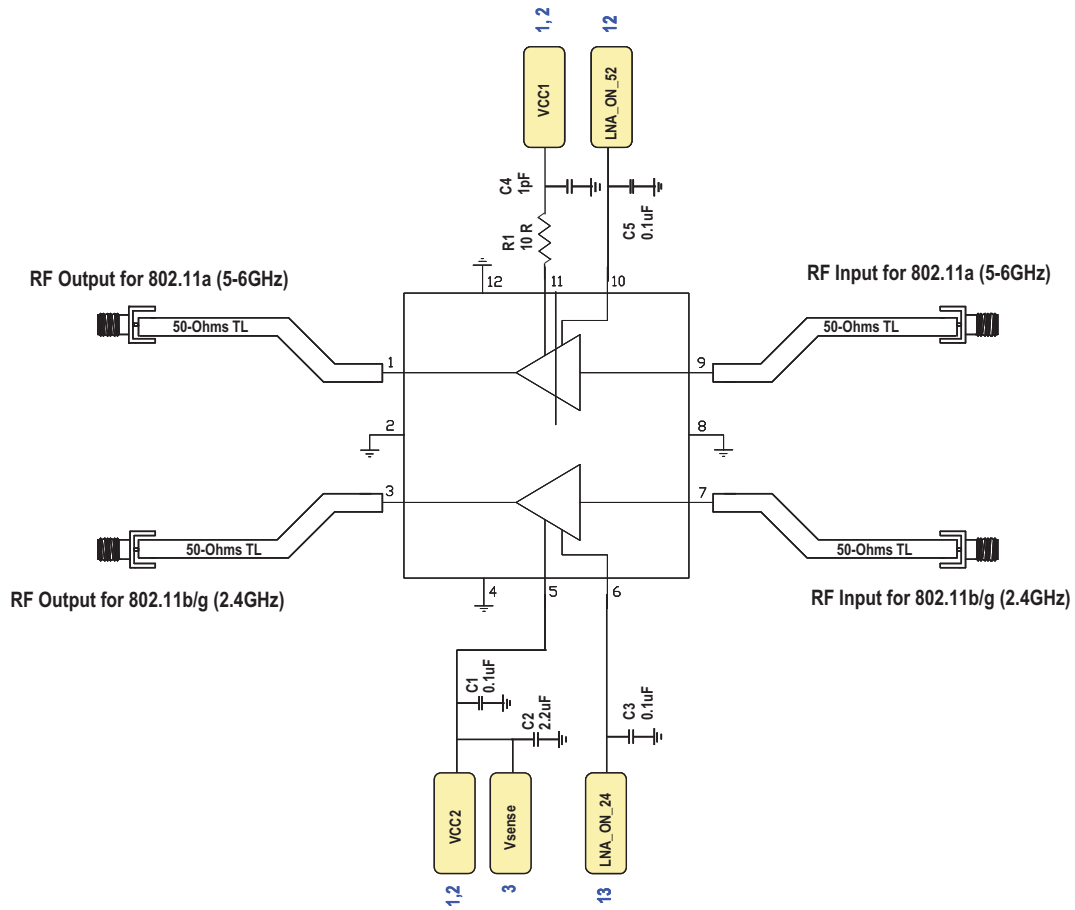 1, 2
12
VCC1
LNA_ON_52
C4
1pF
R1
10 R
C5
0.1uF
RF Output for 802.11a (5-6GHz)
RF Input for 802.11a (5-6GHz)
12
11
10
50-Ohms TL
50-Ohms TL
1
9
2
8
3
7
50-Ohms TL
50-Ohms TL
RF Output for 802.11b/g (2.4GHz)
RF Input for 802.11b/g (2.4GHz)
4
5
6
C1
0.1uF
C2
2.2uF
C3
0.1uF
VCC2
Vsense
LNA_ON_24
1,2
3
13